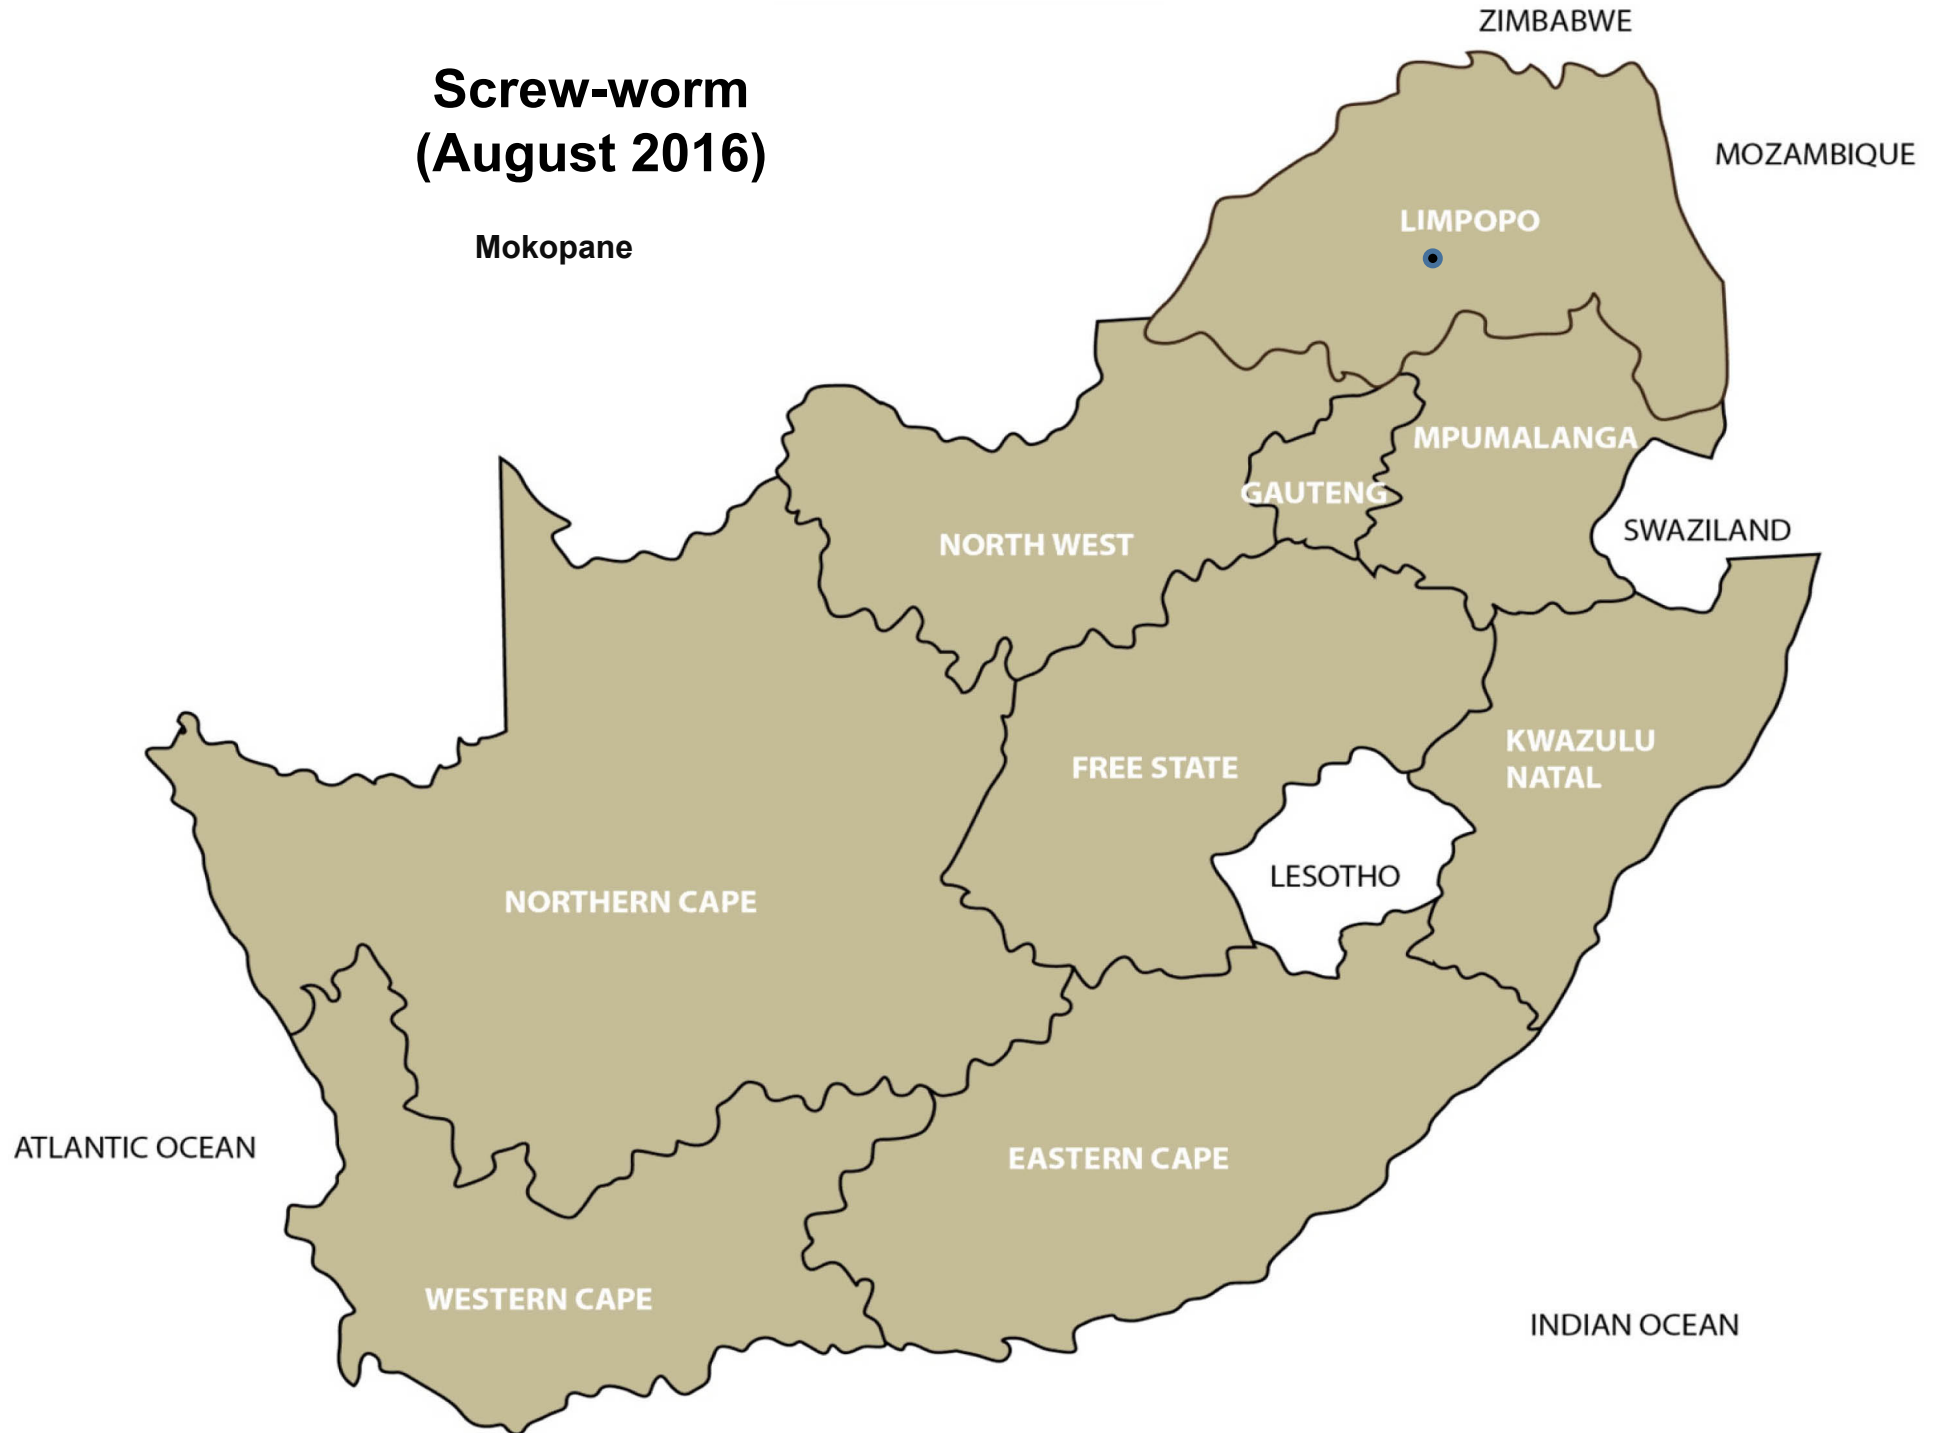 ZIMBABWE
Screw-worm
(August 2016)
MOZAMBIQUE
LIMPOPO
Mokopane
MPUMALANGA
GAUTENG
SWAZILAND
NORTH WEST
KWAZULU
NATAL
FREE STATE
LESOTHO
NORTHERN CAPE
ATLANTIC OCEAN
EASTERN CAPE
WESTERN CAPE
INDIAN OCEAN